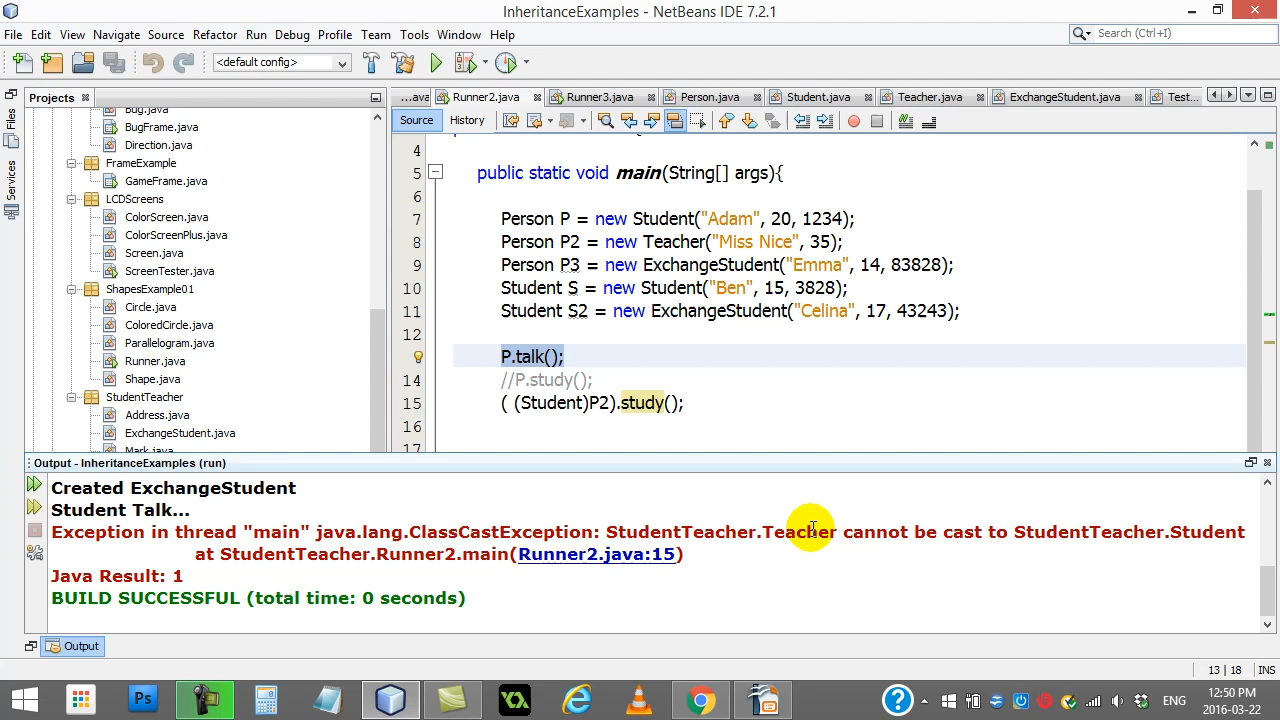 InheritanceExamples - NetBeans IDE 7.2.1
File Edit View Navigate Source Refactor Run Debug Profile Team Tools Window Help
Search (Ctrl+I)
<default config>
Projects
...ava Runner2.java Runner3.java Person.java Student.java Teacher.java ExchangeStudent.java Test...
Source History
Files
Services
Bug.java
BugFrame.java
Direction.java
FrameExample
GameFrame.java
LCDScreens
ColorScreen.java
ColorScreenPlus.java
Screen.java
ScreenTester.java
ShapesExample01
Circle.java
ColoredCircle.java
Parallelogram.java
Runner.java
Shape.java
StudentTeacher
Address.java
ExchangeStudent.java
Mark.java
4
5 public static void main(String[] args){
6
7 Person P = new Student("Adam", 20, 1234);
8 Person P2 = new Teacher("Miss Nice", 35);
9 Person P3 = new ExchangeStudent("Emma", 14, 83828);
10 Student S = new Student("Ben", 15, 3828);
11 Student S2 = new ExchangeStudent("Celina", 17, 43243);
12
P.talk();
14 //P.study();
15 ( (Student)P2).study();
16
17
Output - InheritanceExamples (run)
Created ExchangeStudent
Student Talk...
Exception in thread "main" java.lang.ClassCastException: StudentTeacher.Teacher cannot be cast to StudentTeacher.Student
at StudentTeacher.Runner2.main(Runner2.java:15)
Java Result: 1
BUILD SUCCESSFUL (total time: 0 seconds)
Output
13 | 18 INS
Ps
?
ENG
12:50 PM
2016-03-22